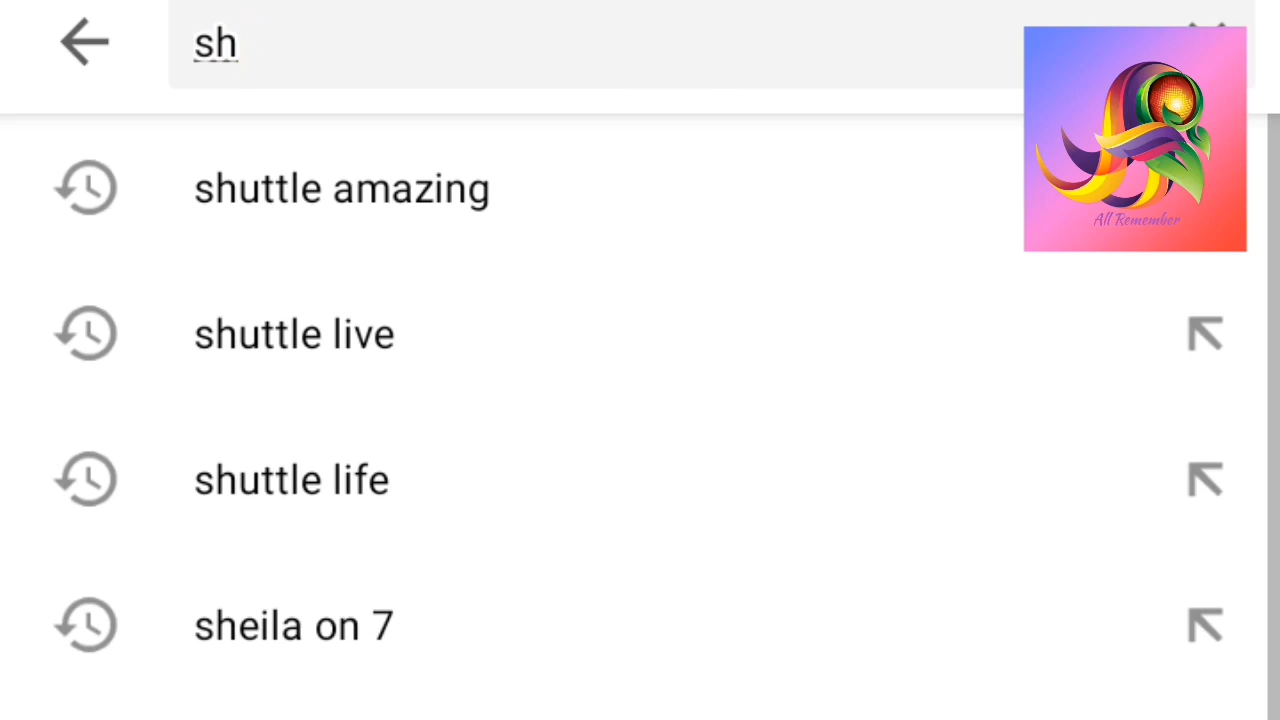 sh
All Remember
shuttle amazing
shuttle live
shuttle life
sheila on 7